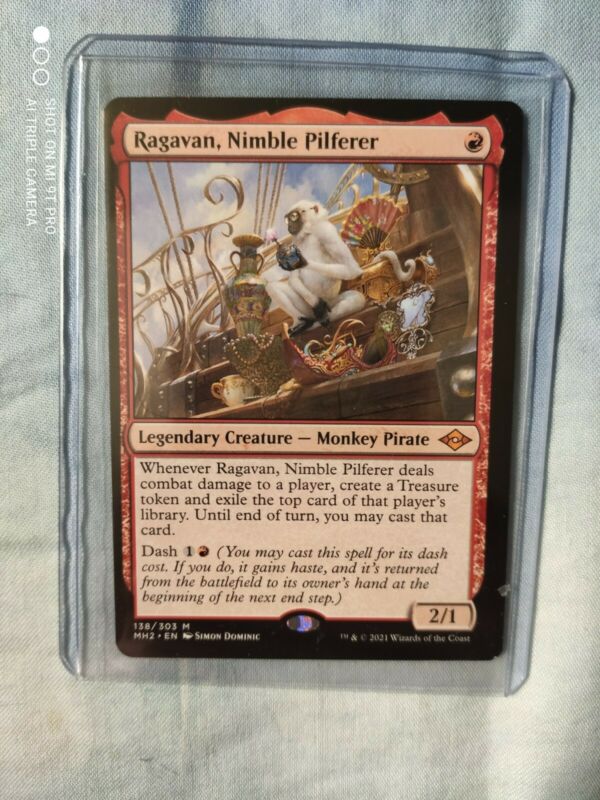 Ragavan, Nimble Pilferer
Legendary Creature — Monkey Pirate
Whenever Ragavan, Nimble Pilferer deals
combat damage to a player, create a Treasure
token and exile the top card of that player's
library. Until end of turn, you may cast that
card.
Dash 1 (You may cast this spell for its dash
cost. If you do, it gains haste, and it's returned
from the battlefield to its owner's hand at the
beginning of the next end step.)
2/1
138/303 M
MH2 • EN Simon Dominic
™ & © 2021 Wizards of the Coast
SHOT ON MI 9T PRO
AI TRIPLE CAMERA